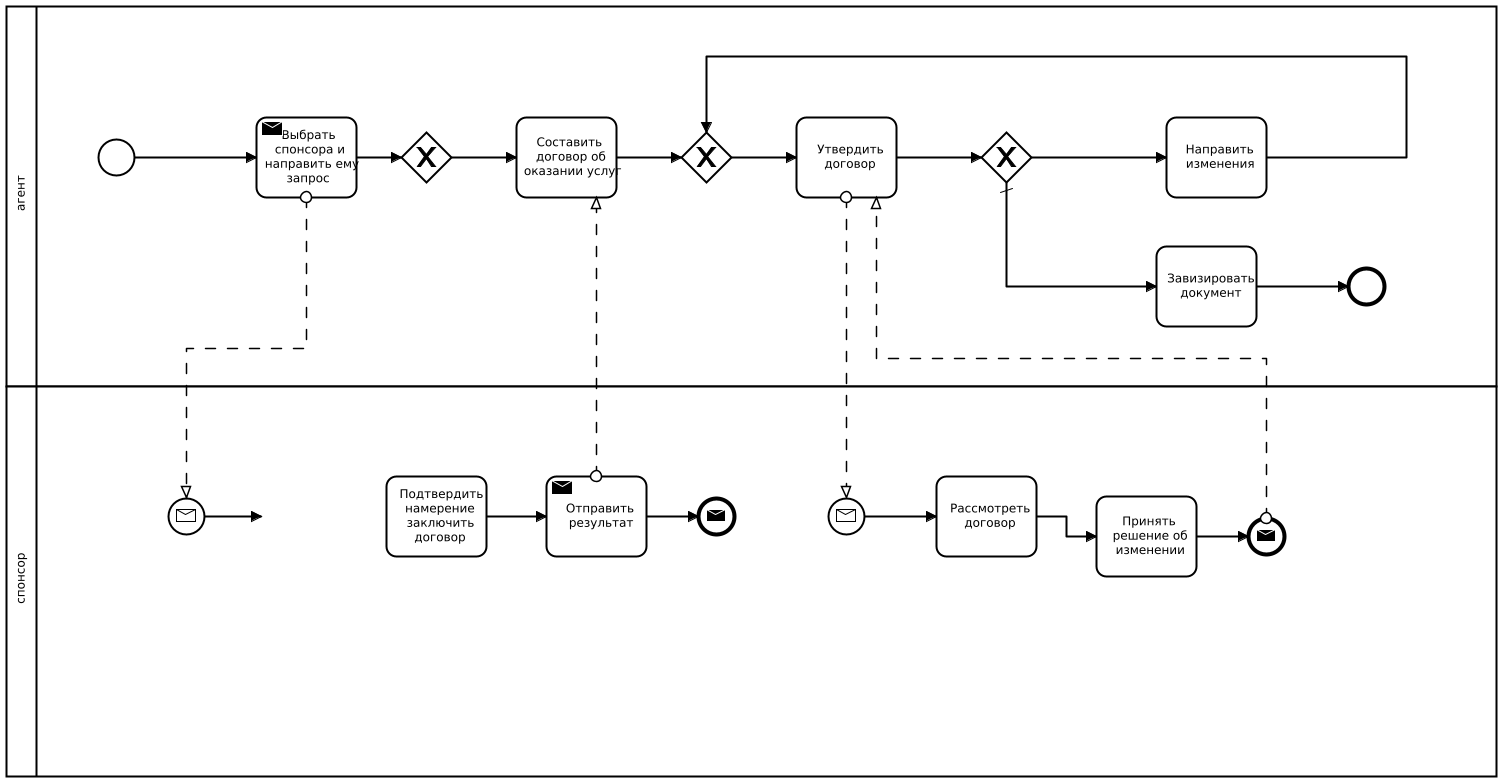 агент
Выбрать
спонсора и
направить ему
запрос
Составить
договор об
оказании услуг
Утвердить
договор
Направить
изменения
Завизировать
документ
спонсор
Подтвердить
намерение
заключить
договор
Отправить
результат
Рассмотреть
договор
Принять
решение об
изменении